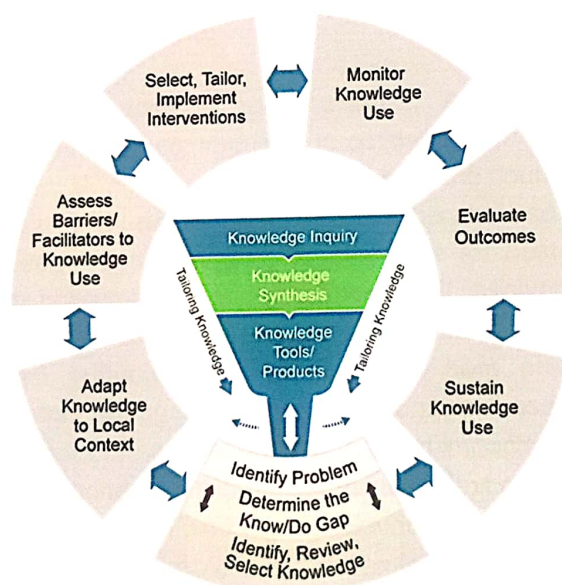 Select, Tailor,
Implement
Interventions
Monitor
Knowledge
Use
Assess
Barriers/
Facilitators to
Knowledge
Use
Evaluate
Outcomes
Knowledge Inquiry
Knowledge
Synthesis
Knowledge
Tools/
Products
Tailoring Knowledge
Tailoring Knowledge
Adapt
Knowledge
to Local
Context
Sustain
Knowledge
Use
Identify Problem
Determine the
Know/Do Gap
Identify, Review,
Select Knowledge